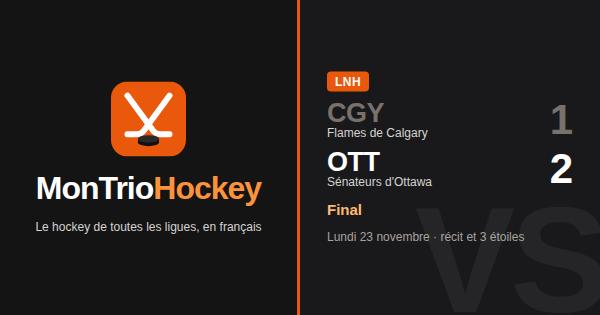 MonTrioHockey
Le hockey de toutes les ligues, en français
LNH
CGY 1
Flames de Calgary
OTT 2
Sénateurs d'Ottawa
Final
Lundi 23 novembre · récit et 3 étoiles
VS